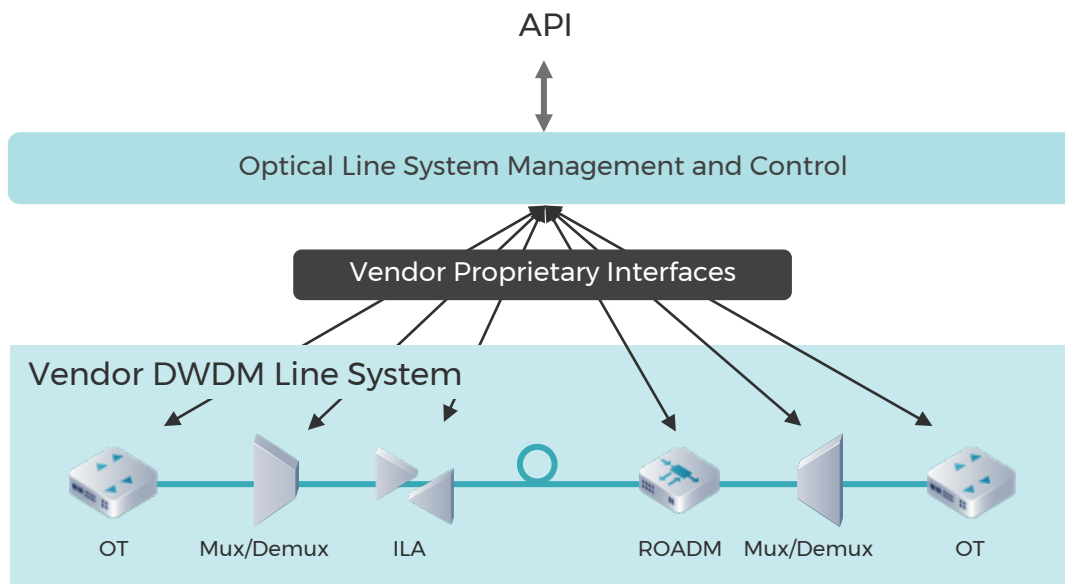 API
Optical Line System Management and Control
Vendor Proprietary Interfaces
Vendor DWDM Line System
OT
Mux/Demux
ILA
ROADM
Mux/Demux
OT